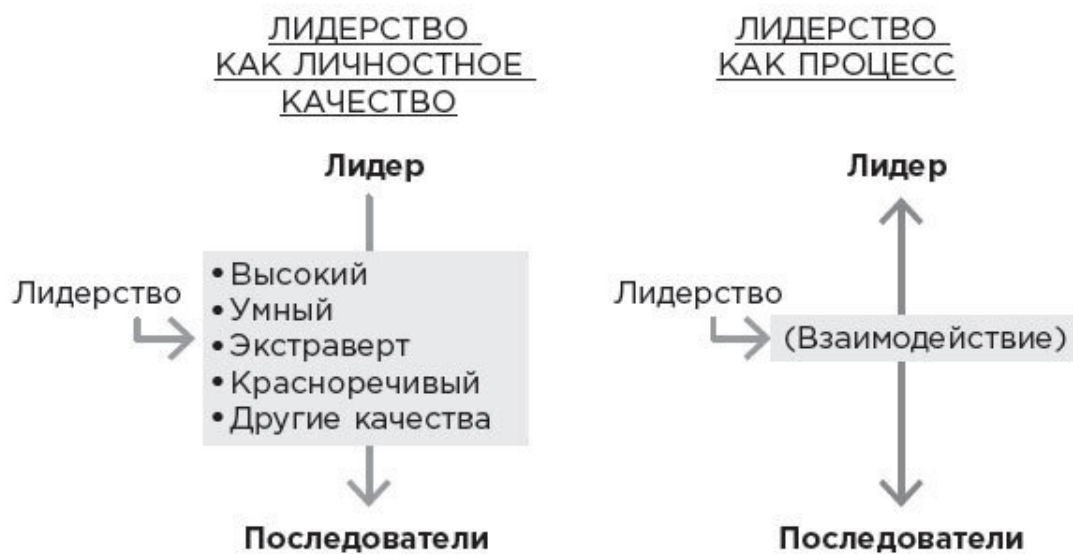 ЛИДЕРСТВО
КАК ЛИЧНОСТНОЕ
КАЧЕСТВО
Лидер
Лидерство
• Высокий
• Умный
• Экстраверт
• Красноречивый
• Другие качества
Последователи
ЛИДЕРСТВО
КАК ПРОЦЕСС
Лидер
Лидерство
(Взаимодействие)
Последователи